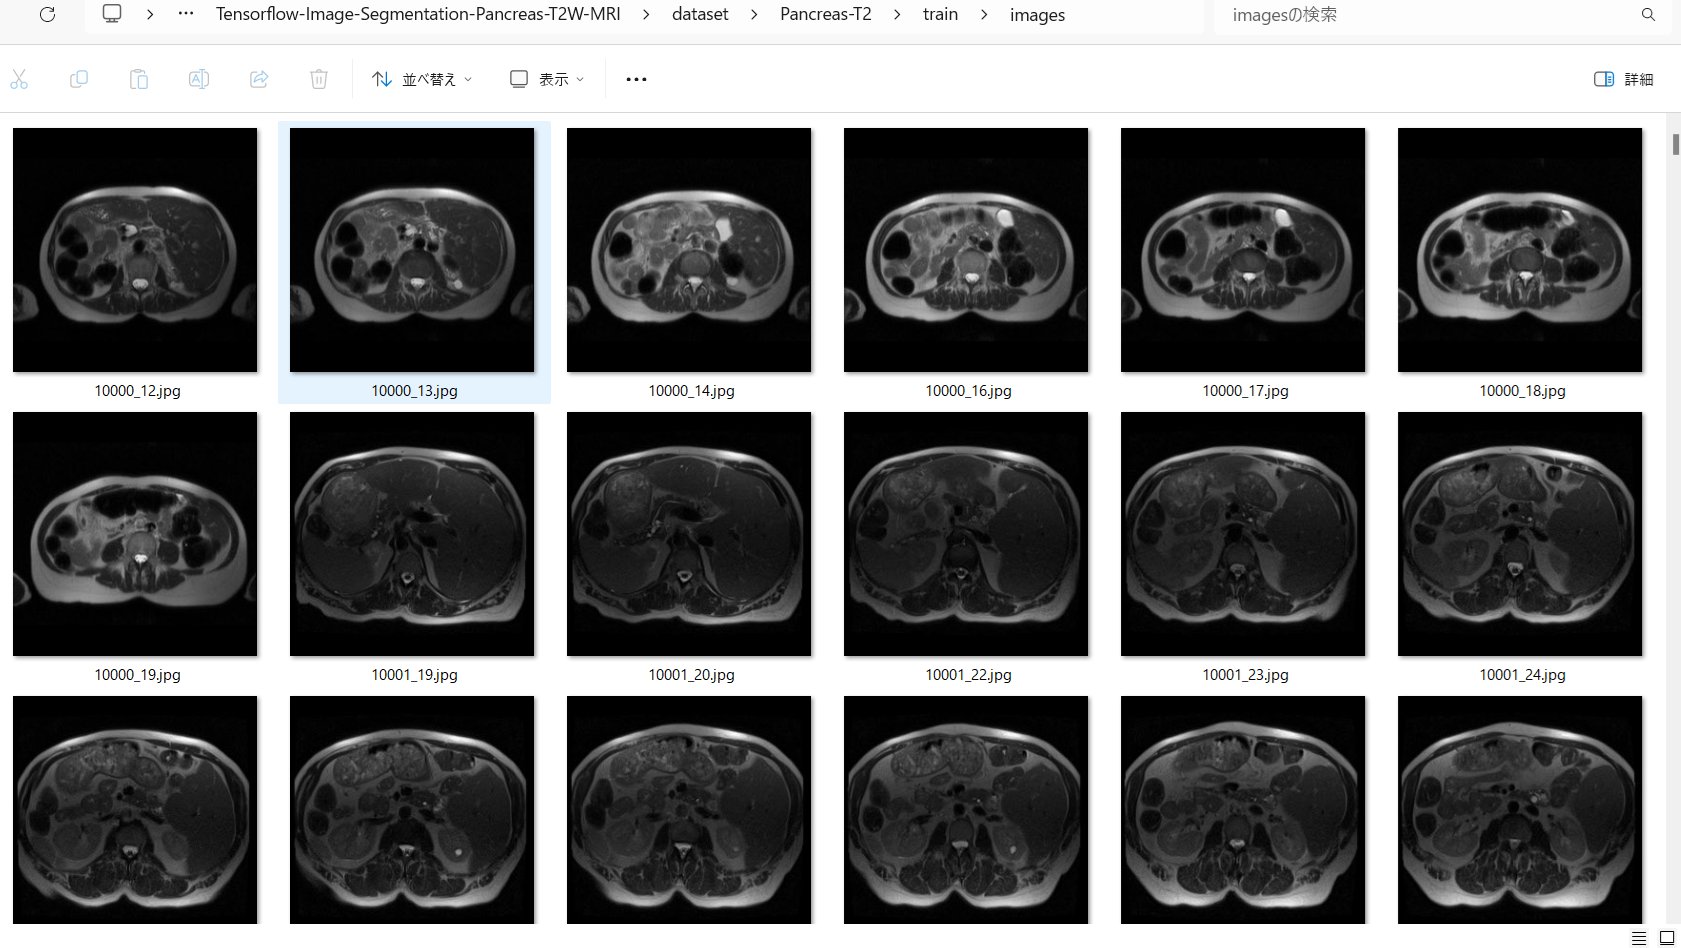 Tensorflow-Image-Segmentation-Pancreas-T2W-MRI > dataset > Pancreas-T2 > train > images
imagesの検索
並べ替え
表示
詳細
10000_12.jpg
10000_13.jpg
10000_14.jpg
10000_16.jpg
10000_17.jpg
10000_18.jpg
10000_19.jpg
10001_19.jpg
10001_20.jpg
10001_22.jpg
10001_23.jpg
10001_24.jpg